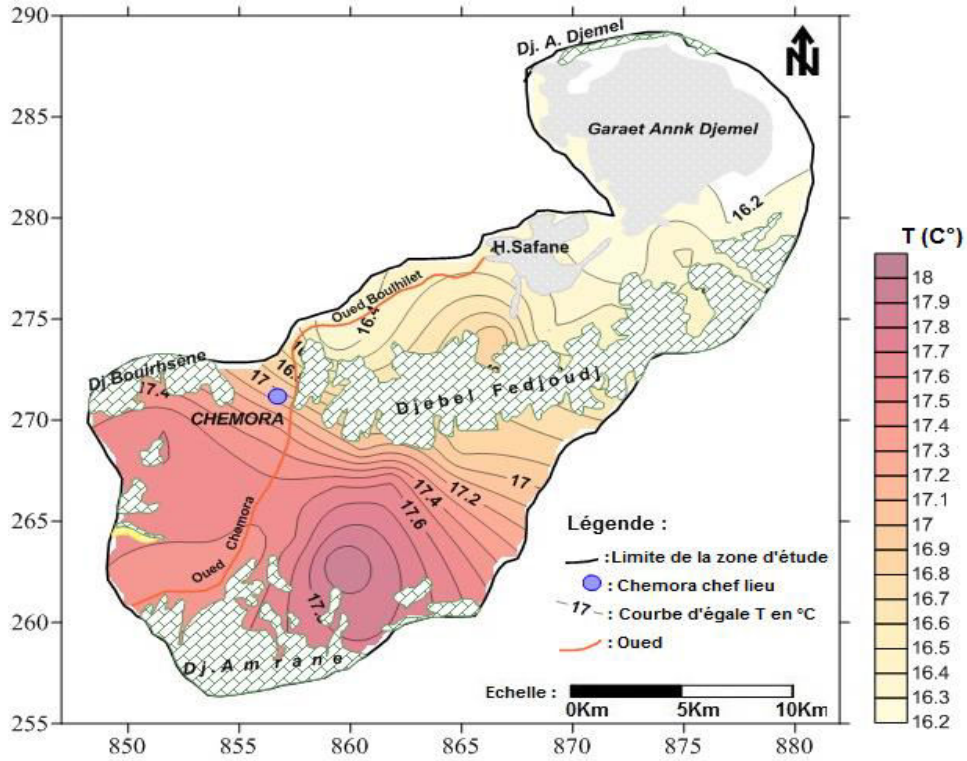 290
285
280
275
270
265
260
255
850
855
860
865
870
875
880
Dj. A. Djemel
N
Garaet Annk Djemel
16.2
H.Safane
Oued Boulhilet
16.4
Dj.Bouirhsène
17.4
17
CHEMORA
Djebel Fedjoudj
17
17.2
17.4
17.6
Oued Chemora
Dj.Amrane
Légende :
:Limite de la zone d'étude
: Chemora chef lieu
17 : Courbe d'égale T en °C
: Oued
Echelle :
0Km 5Km 10Km
T (C°)
18
17.9
17.8
17.7
17.6
17.5
17.4
17.3
17.2
17.1
17
16.9
16.8
16.7
16.6
16.5
16.4
16.3
16.2